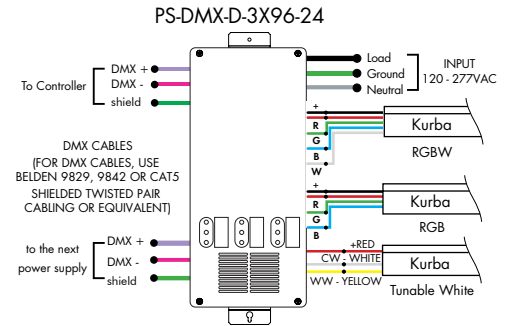 PS-DMX-D-3X96-24
To Controller
DMX +
DMX -
shield
DMX CABLES
(FOR DMX CABLES, USE
BELDEN 9829, 9842 OR CAT5
SHIELDED TWISTED PAIR
CABLING OR EQUIVALENT)
to the next
power supply
DMX +
DMX -
shield
Load
Ground
Neutral
INPUT
120 - 277VAC
+
R
G
B
W
Kurba
RGBW
+
R
G
B
Kurba
RGB
+RED
CW - WHITE
WW - YELLOW
Kurba
Tunable White